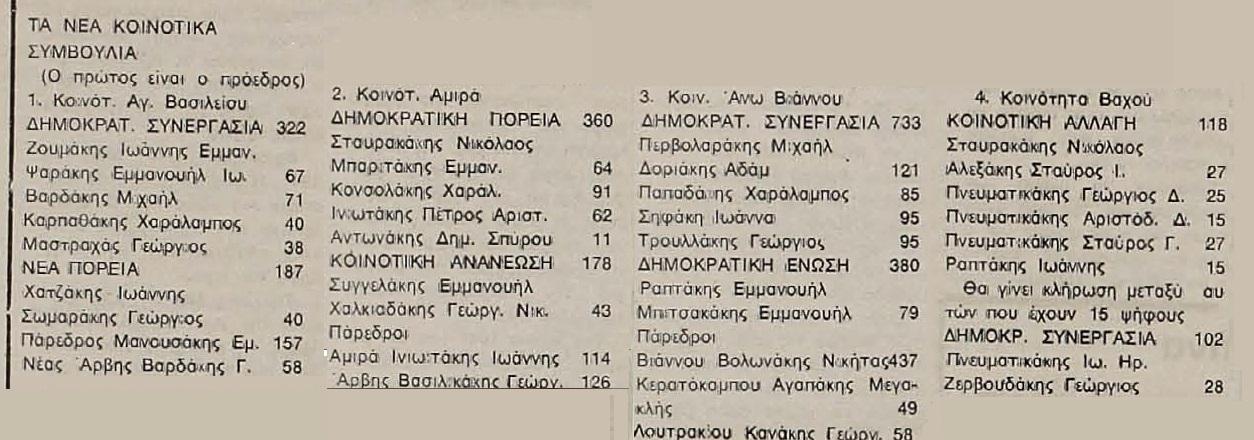 ΤΑ ΝΕΑ ΚΟΙΝΟΤΙΚΑ
ΣΥΜΒΟΥΛΙΑ
(Ο πρώτος είναι ο πρόεδρος)
1. Κοινότ. Αγ. Βασιλείου
ΔΗΜΟΚΡΑΤ. ΣΥΝΕΡΓΑΣΙΑ 322
Ζουμάκης Ιωάννης Εμμαν.
Ψαράκης Εμμανουήλ Ιω. 67
Βαρδάκης Μιχαήλ 71
Καρπαθάκης Χαράλαμπος 40
Μαστραχάς Γεώργιος 38
ΝΕΑ ΠΟΡΕΙΑ 187
Χατζάκης Ιωάννης
Σωμαράκης Γεώργιος 40
Πάρεδρος Μαινουσάκης Εμ. 157
Νέας Άρβης Βαρδάκης Γ. 58
2. Κοινότ. Αμιρά
ΔΗΜΟΚΡΑΤΙΚΗ ΠΟΡΕΙΑ 360
Σταυρακάκης Νικόλαος
Μπαριτάκης Εμμαν. 64
Κονσολάκης Χαράλ. 91
Ινιωτάκης Πέτρος Αριστ. 62
Αντωνάκης Δημ. Σπύρου 11
ΚΟΙΝΟΤΙΚΗ ΑΝΑΝΕΩΣΗ 178
Συγγελάκης Εμμανουήλ
Χαλκιαδάκης Γεώργ. Νικ. 43
Πάρεδροι
Αμιρά Ινιωτάκης Ιωάννης 114
Άρβης Βασιλικάκης Γεώργ. 126
3. Κοιν. Άνω Βιάννου
ΔΗΜΟΚΡΑΤ. ΣΥΝΕΡΓΑΣΙΑ 733
Περβολαράκης Μιχαήλ
Δοριάκης Αδάμ 121
Παπαδάκης Χαράλαμπος 85
Σηφάκη Ιωάννα 95
Τρουλλάκης Γεώργιος 95
ΔΗΜΟΚΡΑΤΙΚΗ ΕΝΩΣΗ 380
Ραπτάκης Εμμανουήλ
Μπιτσακάκης Εμμανουήλ 79
Πάρεδροι
Βιάννου Βολωνάκης Νικήτας437
Κερατόκαμπου Αγαπάκης Μεγα-
κλής 49
Λουτρακίου Κανάκης Γεώργ. 58
4. Κοινότητα Βαχού
ΚΟΙΝΟΤΙΚΗ ΑΛΛΑΓΗ 118
Σταυρακάκης Νικόλαος
Αλεξάκης Σταύρος Ι. 27
Πνευματικάκης Γεώργιος Δ. 25
Πνευματικάκης Αριστόδ. Δ. 15
Πνευματικάκης Σταύρος Γ. 27
Ραπτάκης Ιωάννης 15
Θα γίνει κλήρωση μεταξύ αυ
τών που έχουν 15 ψήφους
ΔΗΜΟΚΡ. ΣΥΝΕΡΓΑΣΙΑ 102
Πνευματικάκης Ιω. Ηρ.
Ζερβουδάκης Γεώργιος 28